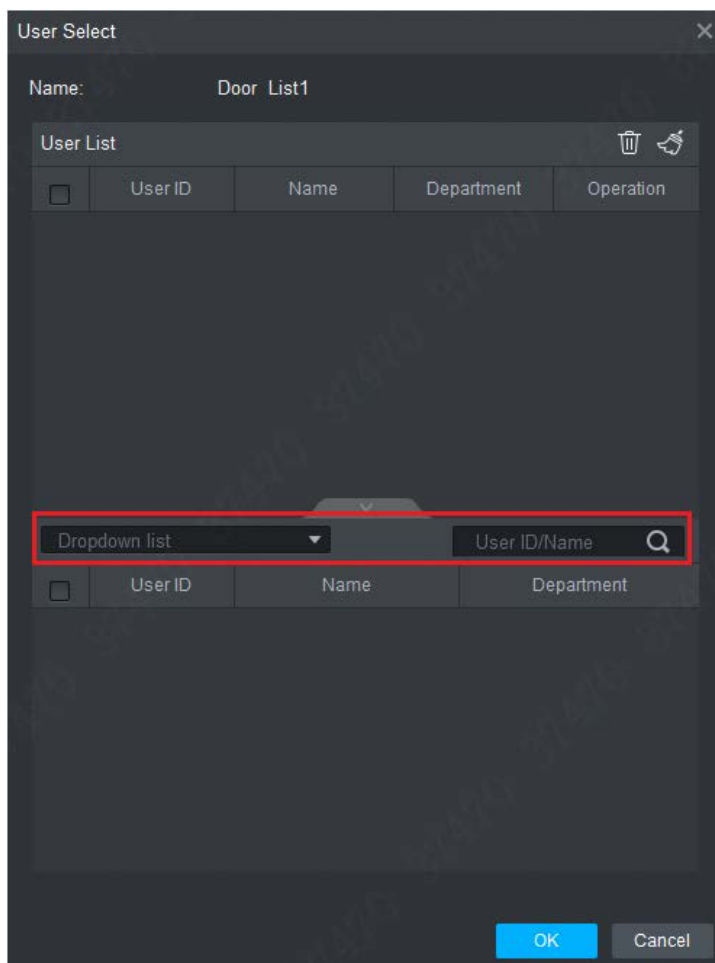 User Select
Name: Door List1
User List
User ID Name Department Operation
Dropdown list User ID/Name
User ID Name Department
OK Cancel